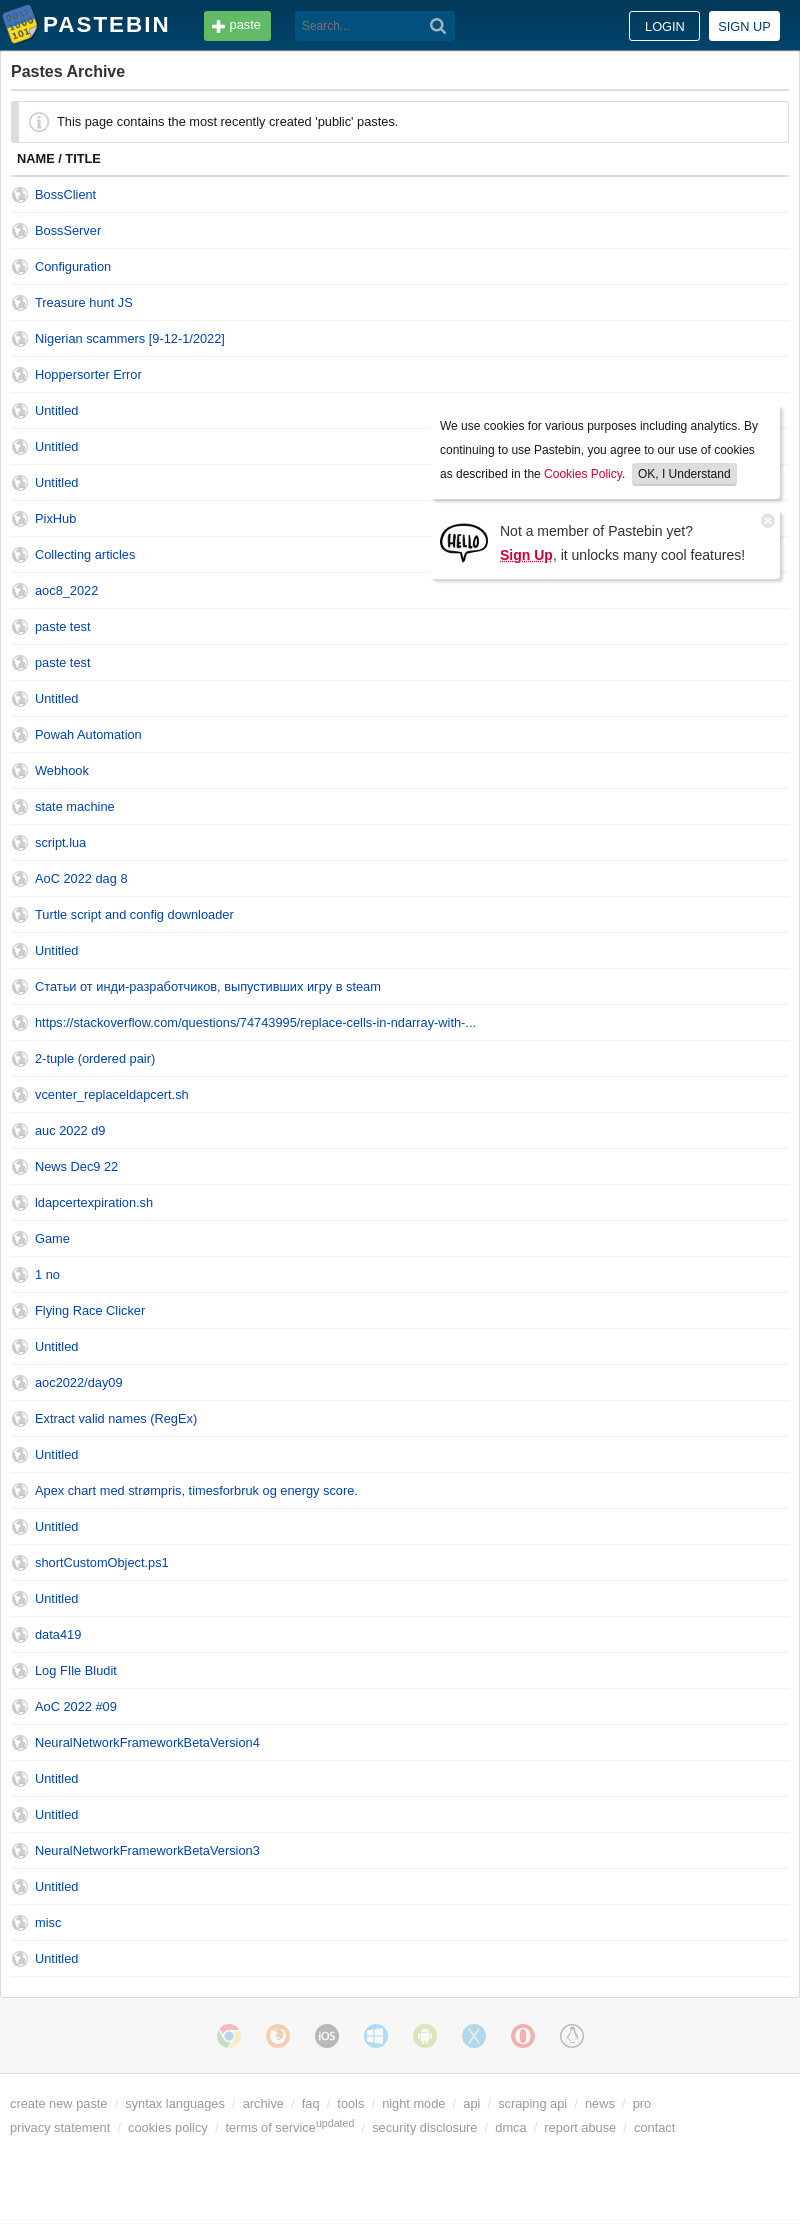 PASTEBIN
paste
Search...
LOGIN
SIGN UP
Pastes Archive
This page contains the most recently created 'public' pastes.
NAME / TITLE
BossClient
BossServer
Configuration
Treasure hunt JS
Nigerian scammers [9-12-1/2022]
Hoppersorter Error
Untitled
Untitled
Untitled
PixHub
Collecting articles
We use cookies for various purposes including analytics. By
continuing to use Pastebin, you agree to our use of cookies
as described in the Cookies Policy. OK, I Understand
HELLO
Not a member of Pastebin yet?
Sign Up, it unlocks many cool features!
aoc8_2022
paste test
paste test
Untitled
Powah Automation
Webhook
state machine
script.lua
AoC 2022 dag 8
Turtle script and config downloader
Untitled
Статьи от инди-разработчиков, выпустивших игру в steam
https://stackoverflow.com/questions/74743995/replace-cells-in-ndarray-with-...
2-tuple (ordered pair)
vcenter_replaceldapcert.sh
auc 2022 d9
News Dec9 22
ldapcertexpiration.sh
Game
1 no
Flying Race Clicker
Untitled
aoc2022/day09
Extract valid names (RegEx)
Untitled
Apex chart med strømpris, timesforbruk og energy score.
Untitled
shortCustomObject.ps1
Untitled
data419
Log FIle Bludit
AoC 2022 #09
NeuralNetworkFrameworkBetaVersion4
Untitled
Untitled
NeuralNetworkFrameworkBetaVersion3
Untitled
misc
Untitled
iOS
create new paste / syntax languages / archive / faq / tools / night mode / api / scraping api / news / pro
privacy statement / cookies policy / terms of service updated / security disclosure / dmca / report abuse / contact